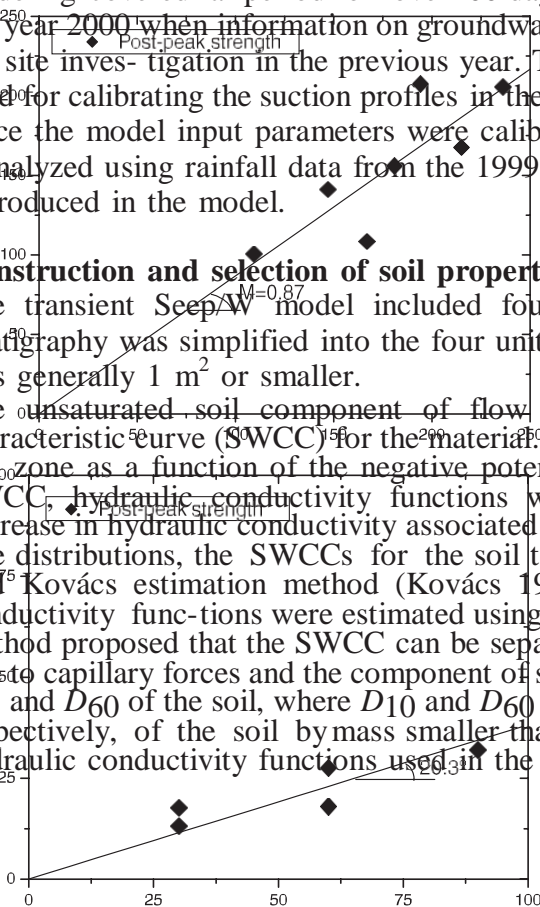 year 2000 when information on groundwa
Post-peak strength
site inves- tigation in the previous year. T
d for calibrating the suction profiles in the
ce the model input parameters were calib
nalyzed using rainfall data from the 1999
roduced in the model.
nstruction and selection of soil propert
M=0.87
e transient Seep/W model included fou
atigraphy was simplified into the four unit
s generally 1 m2 or smaller.
e unsaturated soil component of flow
aracteristic curve (SWCC) for the material.
0 50 100 150 200 250
zone as a function of the negative poten
VCC, hydraulic conductivity functions w
Post-peak strength
rease in hydraulic conductivity associated
e distributions, the SWCCs for the soil t
d Kovács estimation method (Kovács 19
nductivity func-tions were estimated using
thod proposed that the SWCC can be sepa
to capillary forces and the component of s
and D60 of the soil, where D10 and D60
pectively, of the soil by mass smaller tha
draulic conductivity functions used in the
25
0
0 25 50 75 100